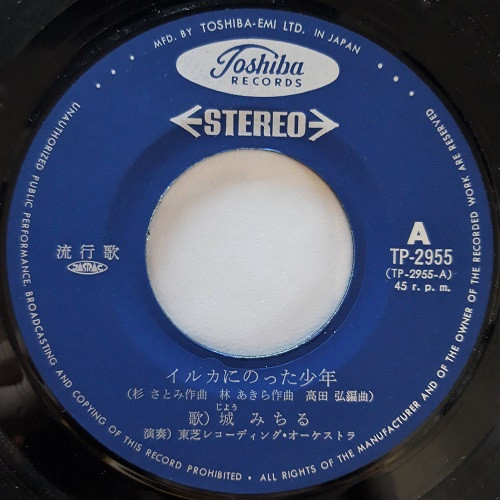 MFD. BY TOSHIBA-EMI LTD. IN JAPAN
Toshiba
RECORDS
STEREO
流行歌
JASRAC
A
TP-2955
(TP-2955-A)
45 r.p.m.
イルカにのった少年
(杉 さとみ作曲 林 あきら作曲 高田 弘編曲)
じょう
歌) 城 みちる
演奏) 東芝レコーディング・オーケストラ
UNAUTHORIZED PUBLIC PERFORMANCE, BROADCASTING AND COPYING OF THIS RECORD PROHIBITED • ALL RIGHTS OF THE MANUFACTURER AND OF THE OWNER OF THE RECORDED WORK ARE RESERVED